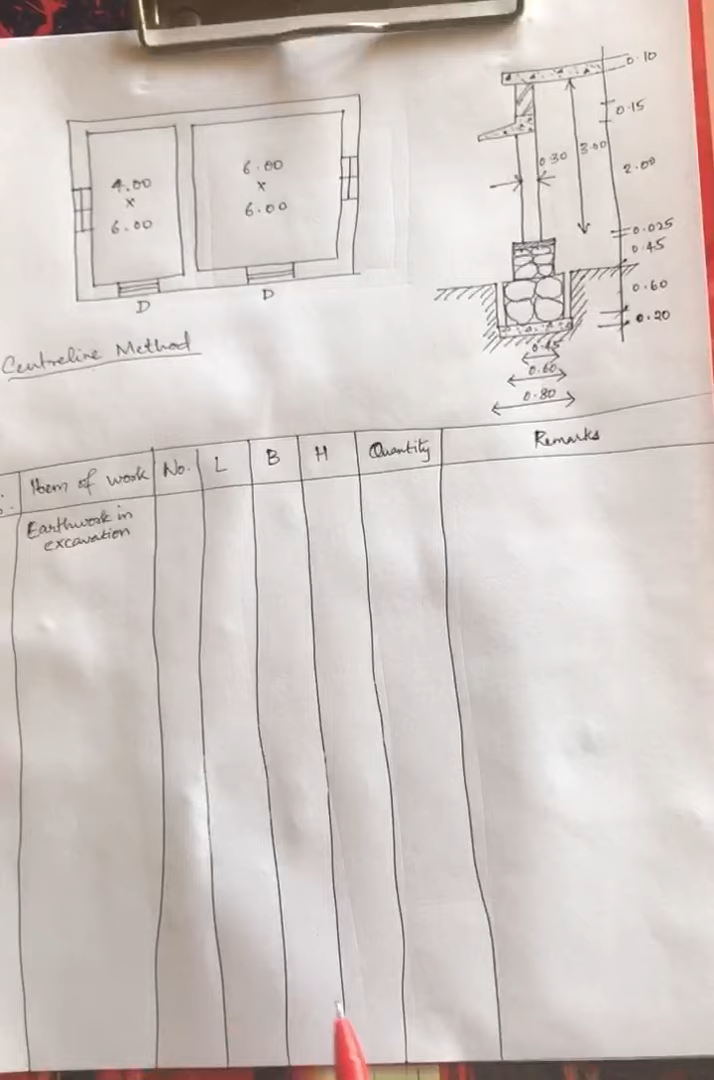 4.00
x
6.00
6.00
x
6.00
D
D
0.10
0.15
0.30
3.00
2.00
0.025
0.45
0.60
0.20
0.45
0.60
0.80
Centreline Method
Item of work No. L B H Quantity Remarks
Earthwork in
excavation